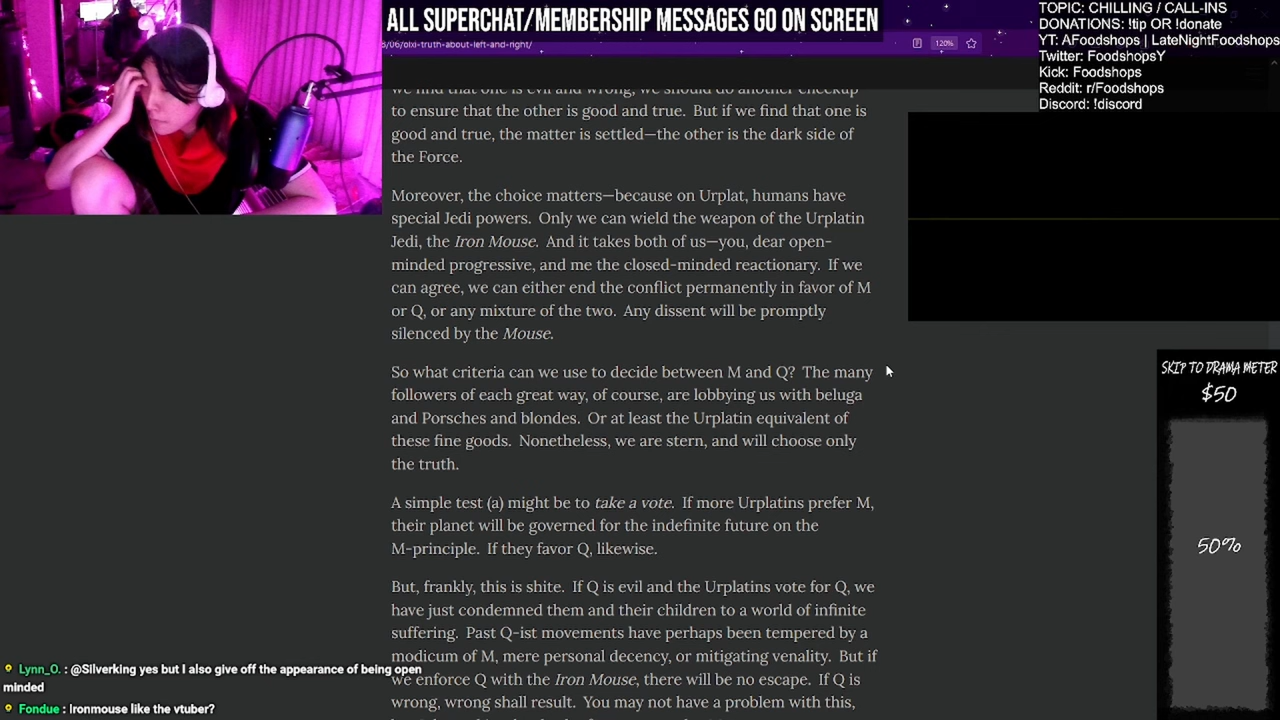 ALL SUPERCHAT/MEMBERSHIP MESSAGES GO ON SCREEN
TOPIC: CHILLING / CALL-INS
DONATIONS: !tip OR !donate
YT: AFoodshops | LateNightFoodshops
Twitter: FoodshopsY
Kick: Foodshops
Reddit: r/Foodshops
Discord: !discord
/06/olxi-truth-about-left-and-right/
120%
we find that one is evil and wrong, we should do another checkup
to ensure that the other is good and true. But if we find that one is
good and true, the matter is settled—the other is the dark side of
the Force.
Moreover, the choice matters—because on Urplat, humans have
special Jedi powers. Only we can wield the weapon of the Urplatin
Jedi, the Iron Mouse. And it takes both of us—you, dear open-
minded progressive, and me the closed-minded reactionary. If we
can agree, we can either end the conflict permanently in favor of M
or Q, or any mixture of the two. Any dissent will be promptly
silenced by the Mouse.
So what criteria can we use to decide between M and Q? The many
followers of each great way, of course, are lobbying us with beluga
and Porsches and blondes. Or at least the Urplatin equivalent of
these fine goods. Nonetheless, we are stern, and will choose only
the truth.
A simple test (a) might be to take a vote. If more Urplatins prefer M,
their planet will be governed for the indefinite future on the
M-principle. If they favor Q, likewise.
But, frankly, this is shite. If Q is evil and the Urplatins vote for Q, we
have just condemned them and their children to a world of infinite
suffering. Past Q-ist movements have perhaps been tempered by a
modicum of M, mere personal decency, or mitigating venality. But if
we enforce Q with the Iron Mouse, there will be no escape. If Q is
wrong, wrong shall result. You may not have a problem with this,
SKIP TO DRAMA METER
$50
50%
Lynn_O. : @Silverking yes but I also give off the appearance of being open
minded
Fondue : Ironmouse like the vtuber?